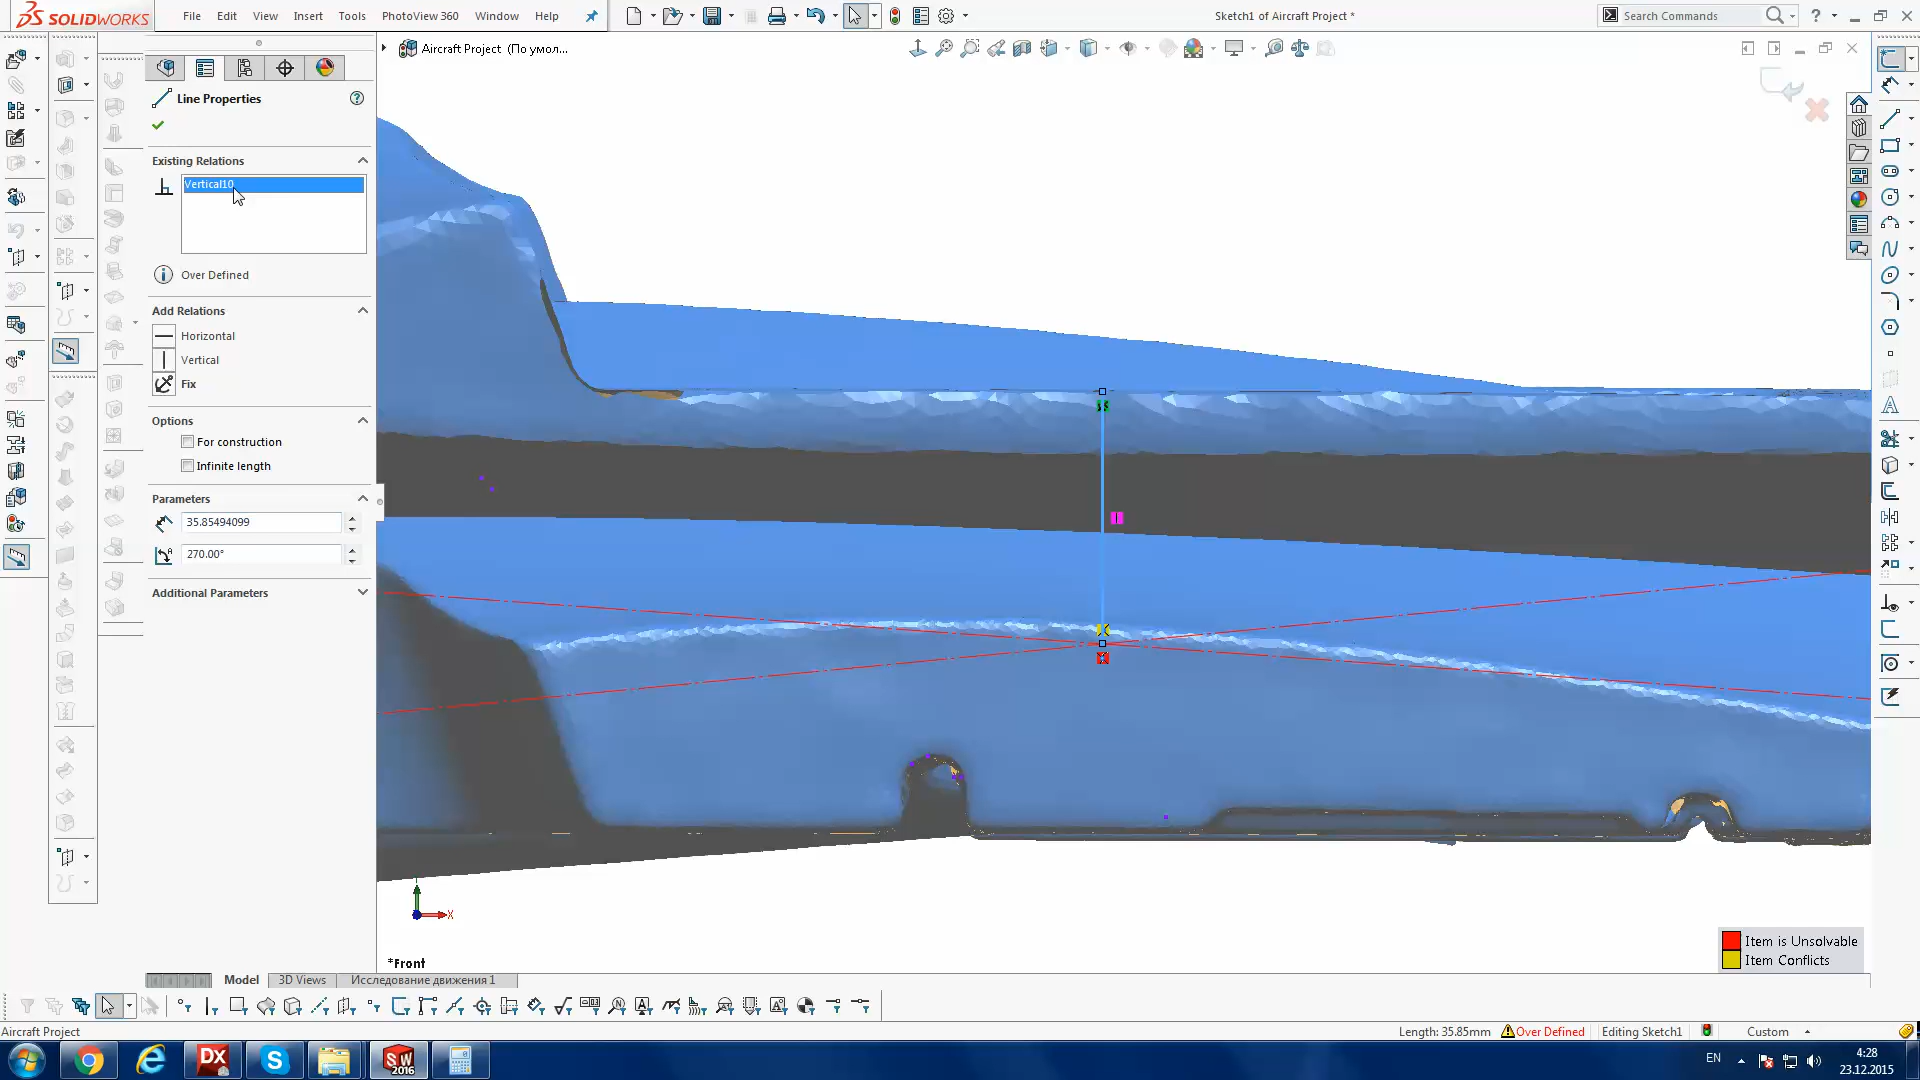 SOLIDWORKS
File Edit View Insert Tools PhotoView 360 Window Help
Sketch1 of Aircraft Project *
Search Commands
Aircraft Project (По умол...
Line Properties
Existing Relations
Vertical10
Over Defined
Add Relations
Horizontal
Vertical
Fix
Options
For construction
Infinite length
Parameters
35.85494099
270.00°
Additional Parameters
X
*Front
Item is Unsolvable
Item Conflicts
Model 3D Views Исследование движения 1
Aircraft Project
Length: 35.85mm Over Defined Editing Sketch1 Custom
DX
SW
2016
EN
4:28
23.12.2015